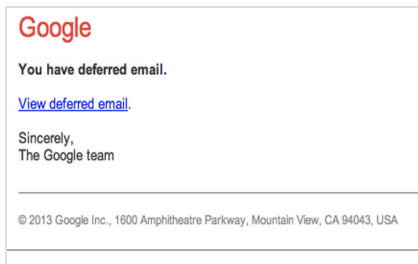 Google
You have deferred email.
View deferred email.
Sincerely,
The Google team
© 2013 Google Inc., 1600 Amphitheatre Parkway, Mountain View, CA 94043, USA